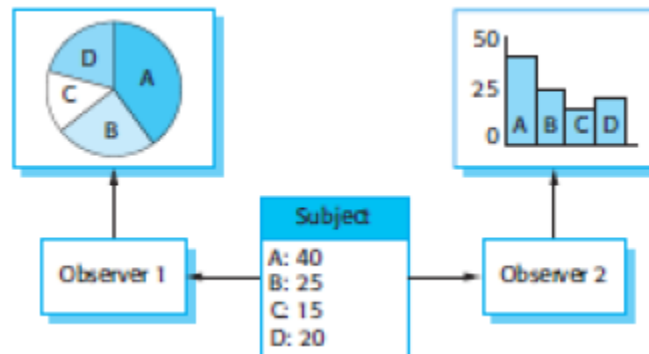 D
A
C
B
50
25
0
A B C D
Subject
A: 40
B: 25
C: 15
D: 20
Observer 1
Observer 2